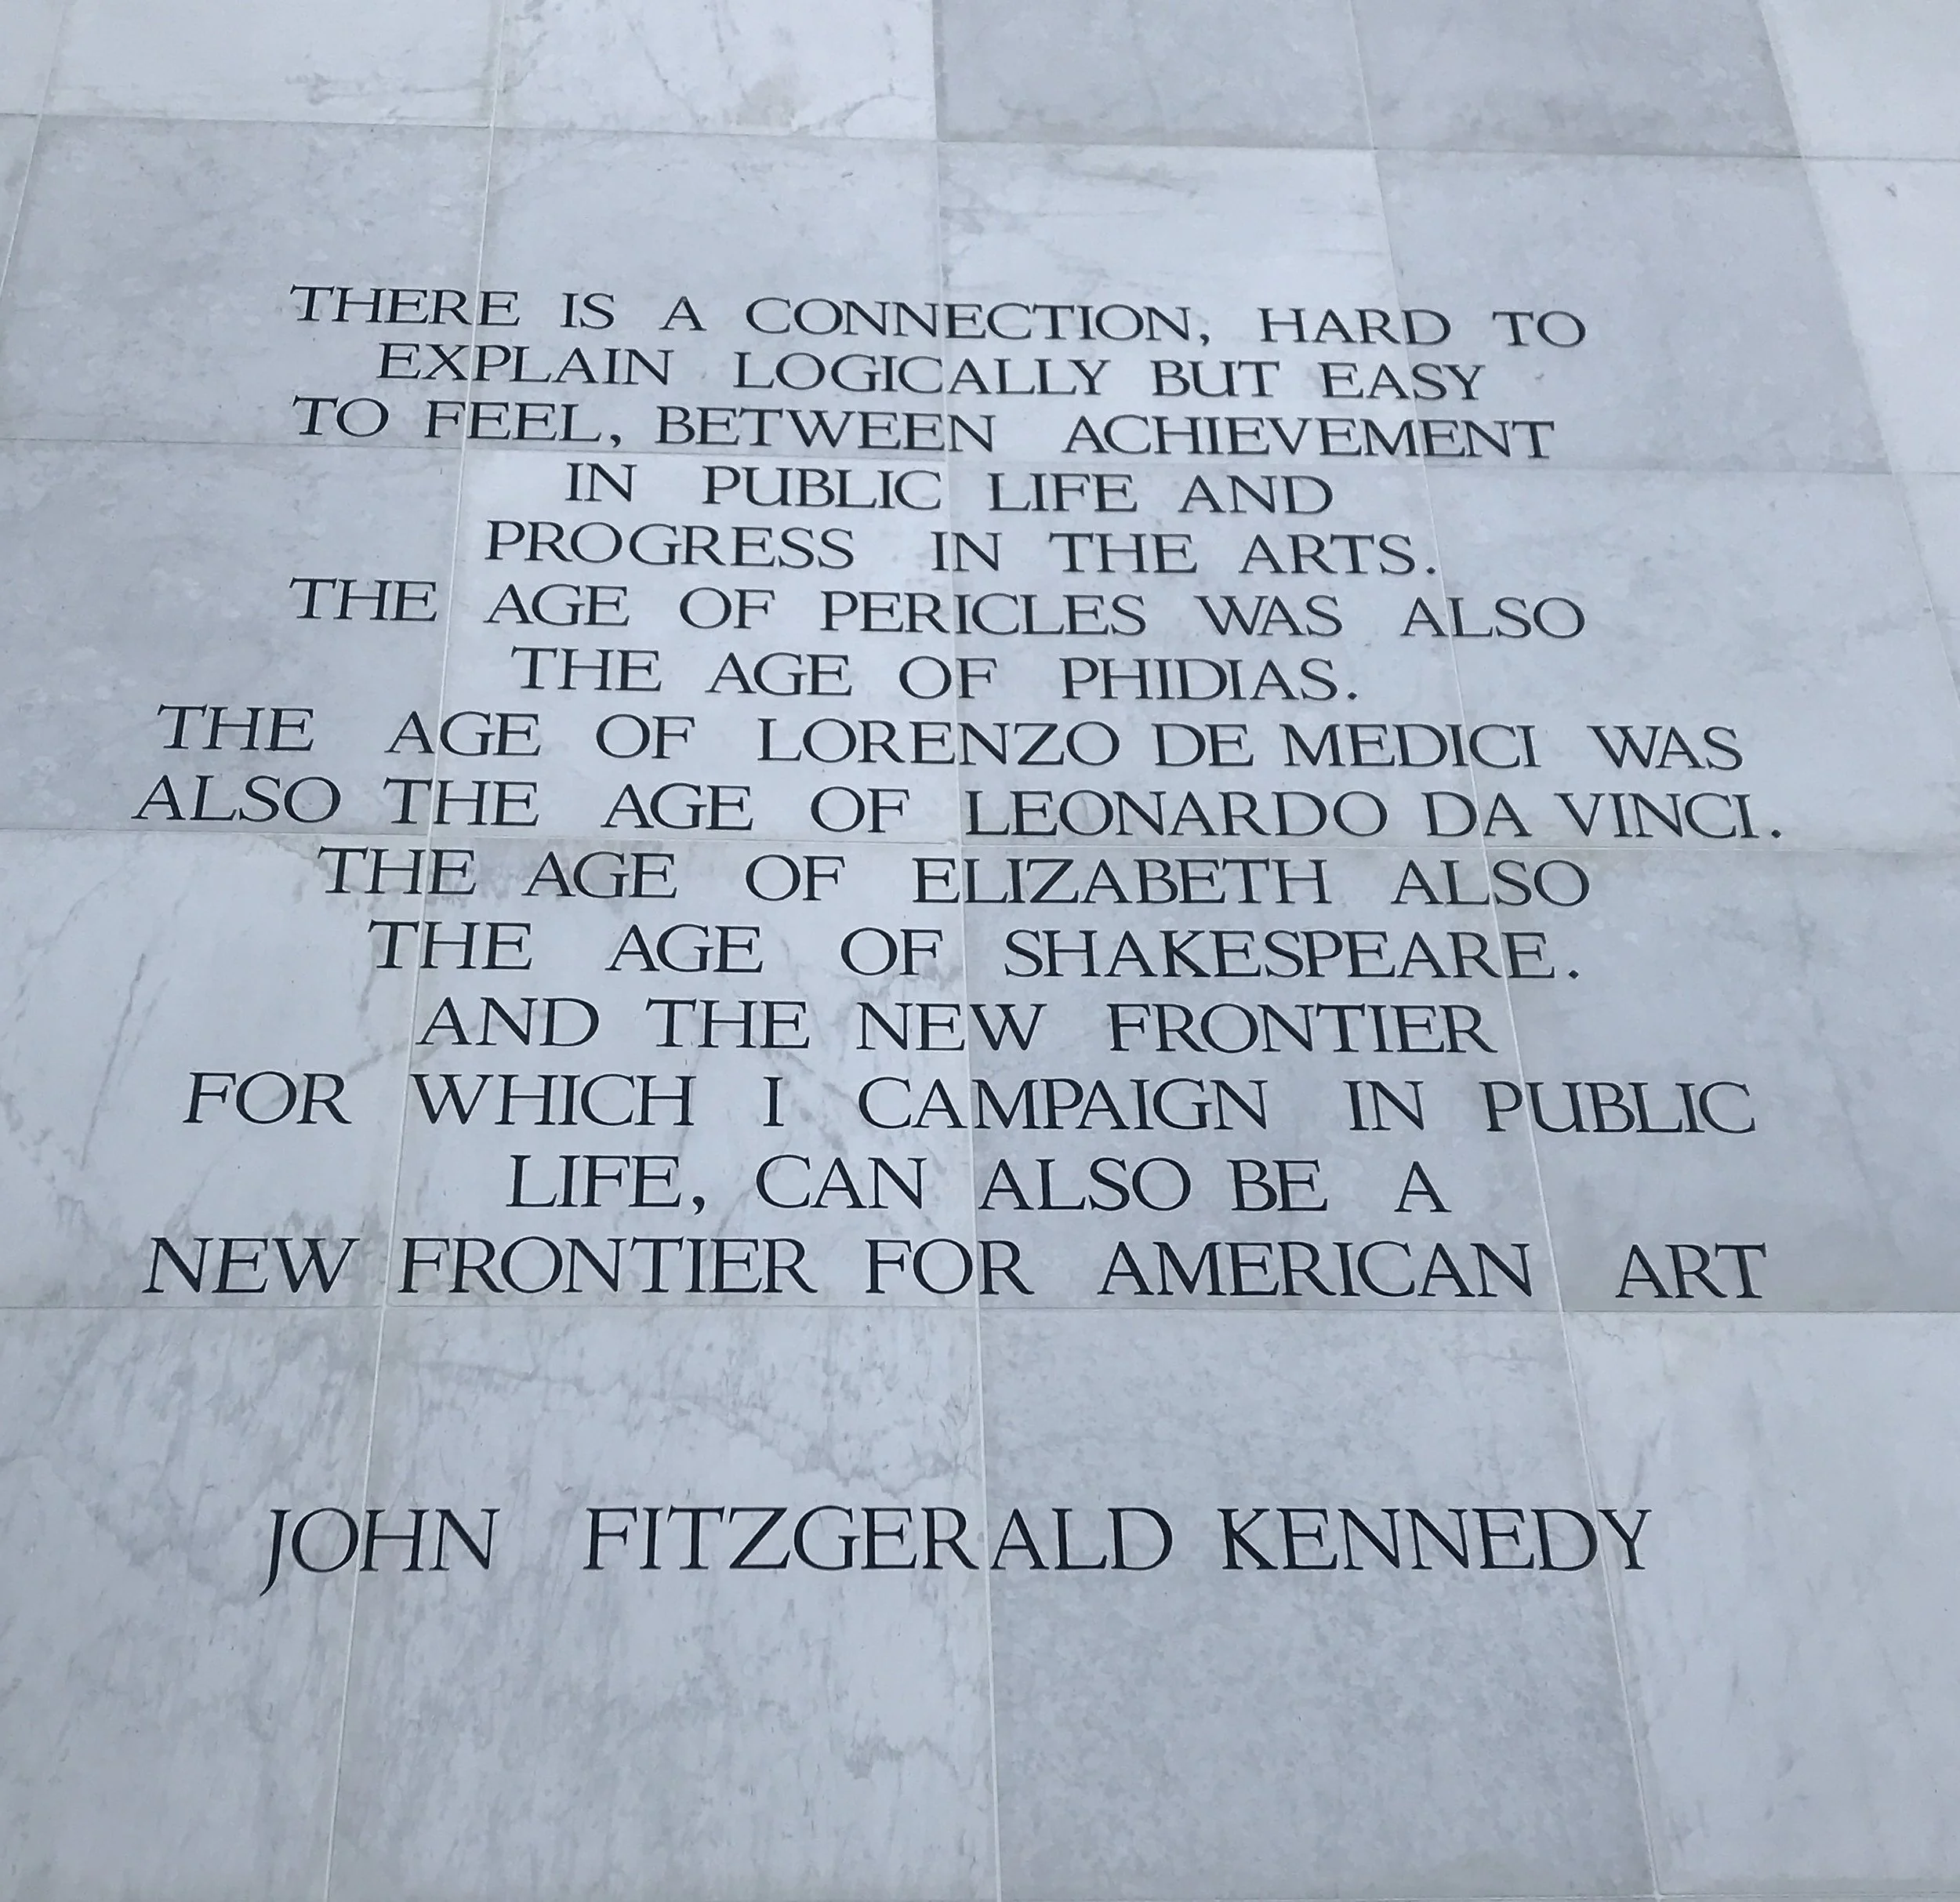 THERE IS A CONNECTION, HARD TO
EXPLAIN LOGICALLY BUT EASY
TO FEEL, BETWEEN ACHIEVEMENT
IN PUBLIC LIFE AND
PROGRESS IN THE ARTS.
THE AGE OF PERICLES WAS ALSO
THE AGE OF PHIDIAS.
THE AGE OF LORENZO DE MEDICI WAS
ALSO THE AGE OF LEONARDO DA VINCI.
THE AGE OF ELIZABETH ALSO
THE AGE OF SHAKESPEARE.
AND THE NEW FRONTIER
FOR WHICH I CAMPAIGN IN PUBLIC
LIFE, CAN ALSO BE A
NEW FRONTIER FOR AMERICAN ART
JOHN FITZGERALD KENNEDY